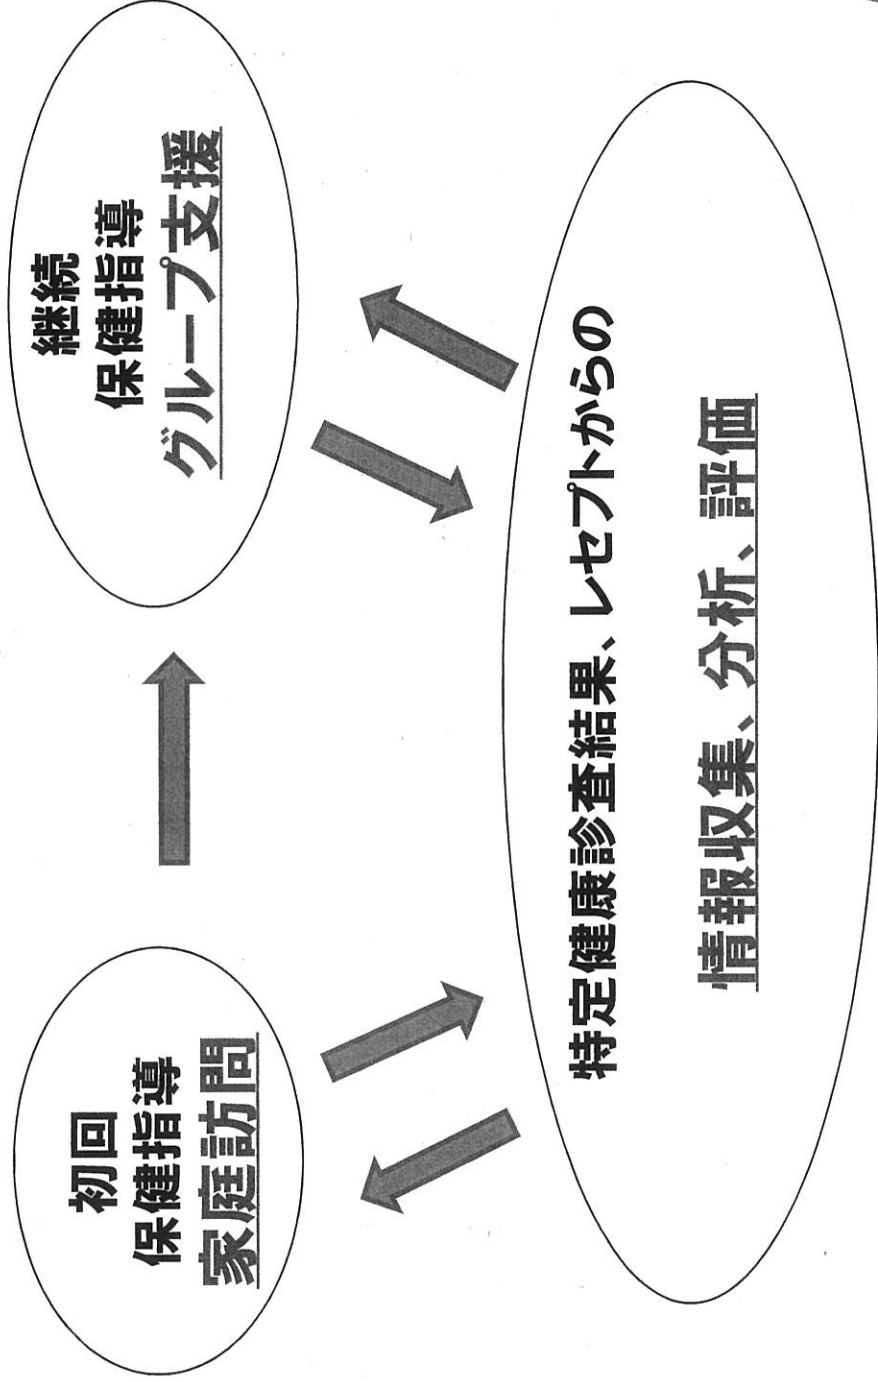 初回
保健指導
家庭訪問
継続
保健指導
グループ支援
特定健康診査結果、レセプトからの
情報収集、分析、評価